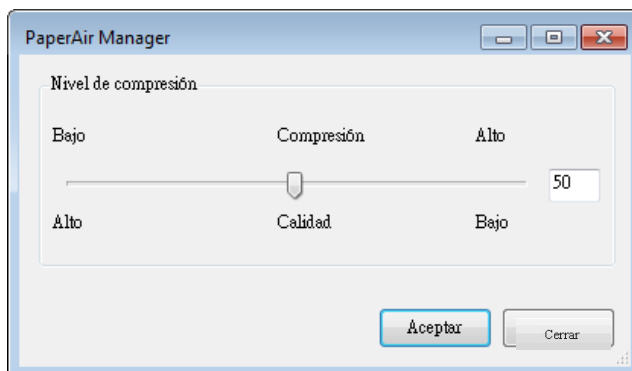 PaperAir Manager
Nivel de compresión
Bajo Compresión Alto
50
Alto Calidad Bajo
Aceptar Cerrar